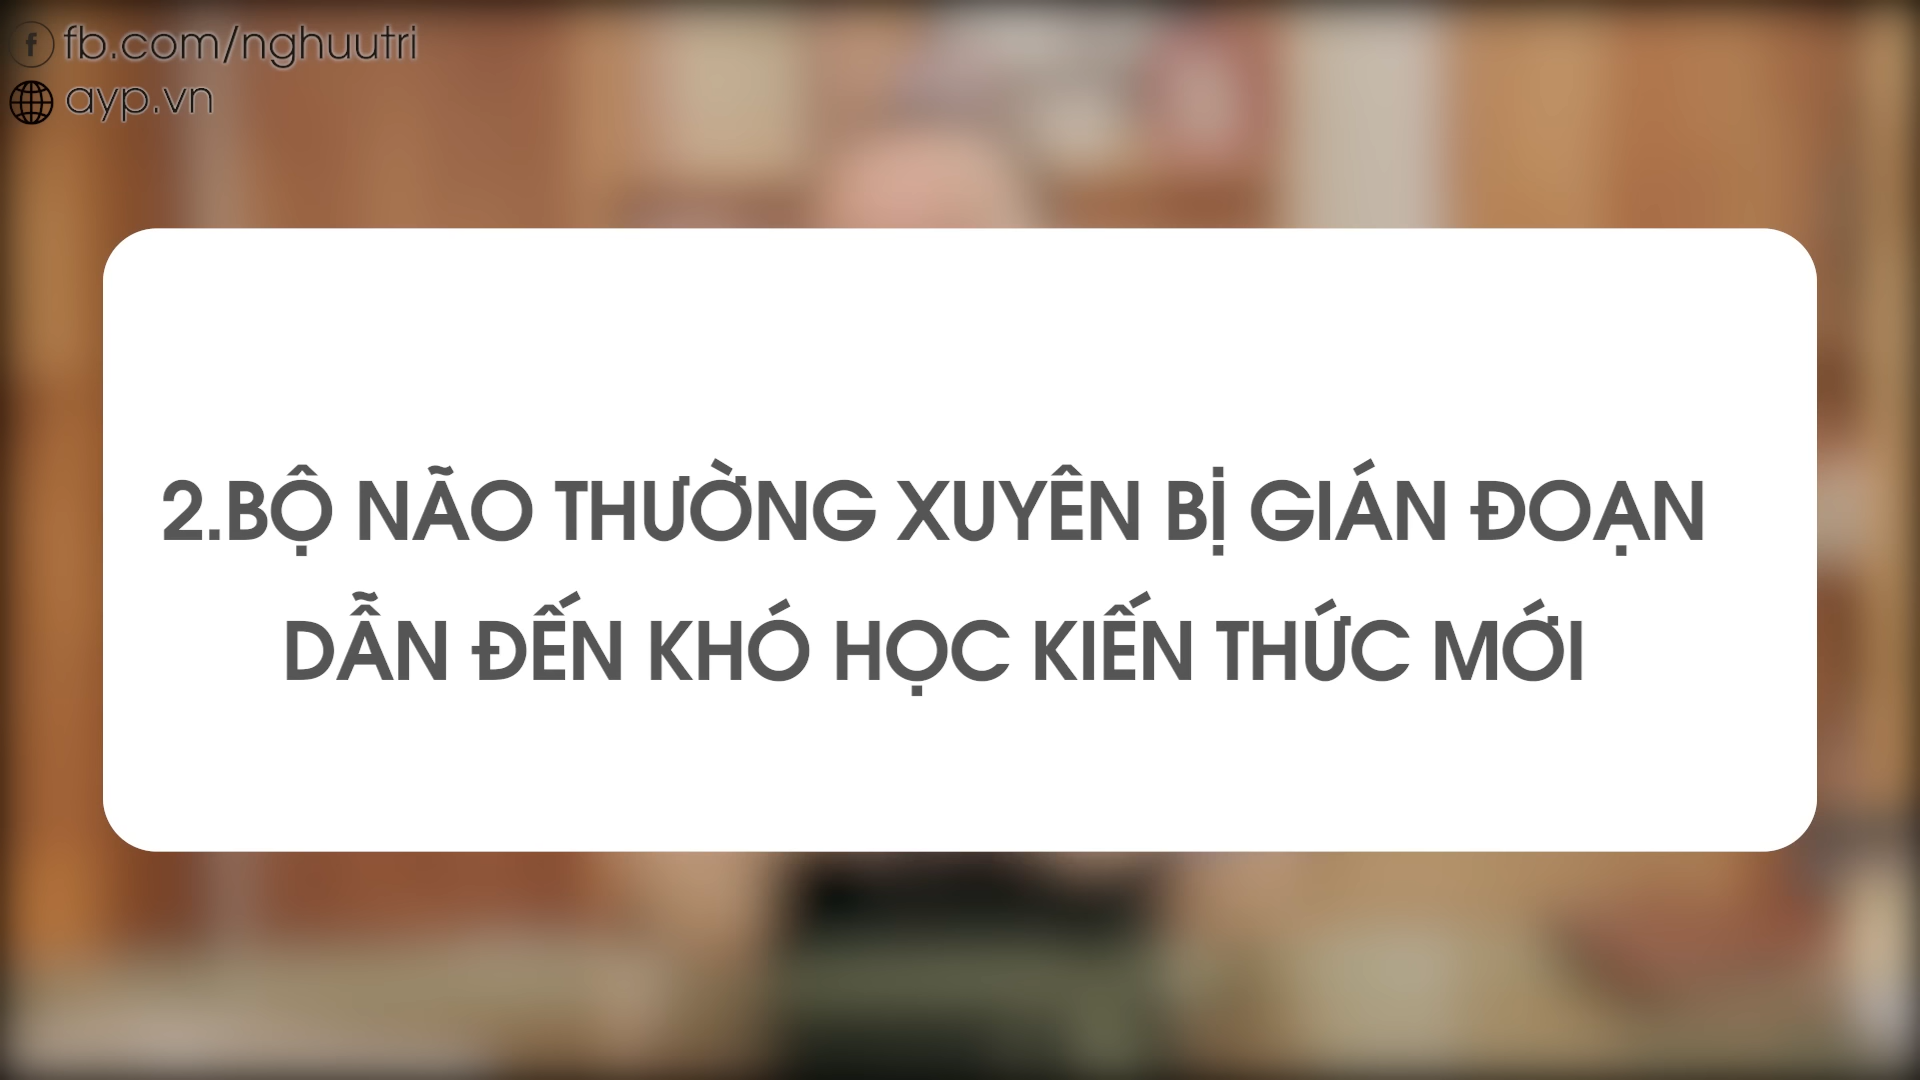 fb.com/nghuutri
ayp.vn
2.BỘ NÃO THƯỜNG XUYÊN BỊ GIÁN ĐOẠN
DẪN ĐẾN KHÓ HỌC KIẾN THỨC MỚI